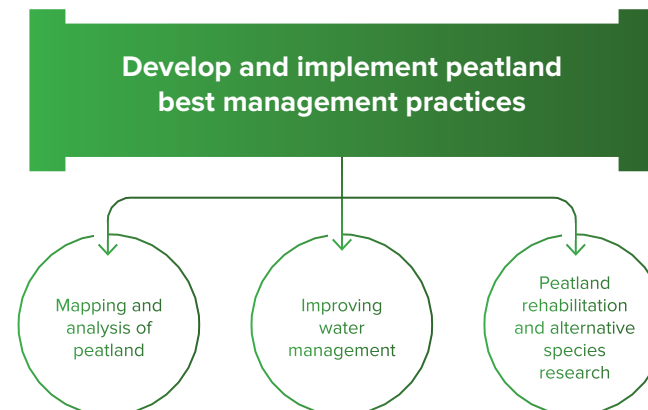 Develop and implement peatland
best management practices
Mapping and
analysis of
peatland
Improving
water
management
Peatland
rehabilitation
and alternative
species
research